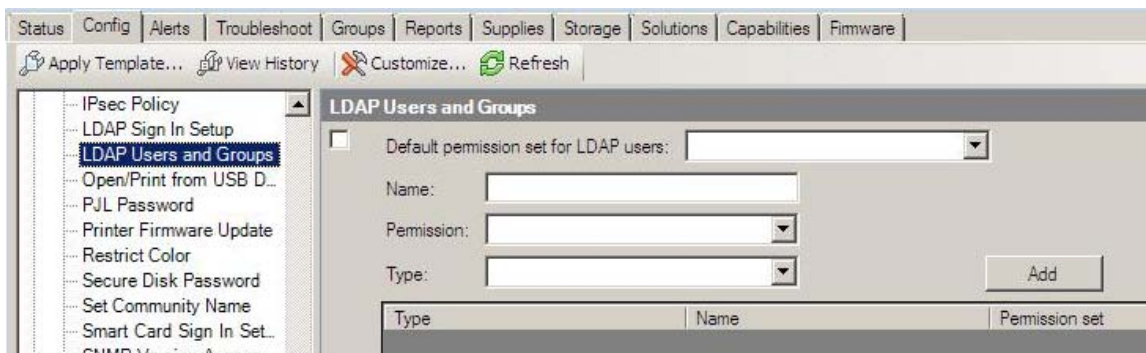 Status Config Alerts Troubleshoot Groups Reports Supplies Storage Solutions Capabilities Firmware
Apply Template... View History Customize... Refresh
IPsec Policy
LDAP Sign In Setup
LDAP Users and Groups
Open/Print from USB D...
PJL Password
Printer Firmware Update
Restrict Color
Secure Disk Password
Set Community Name
Smart Card Sign In Set...
LDAP Users and Groups
Default permission set for LDAP users:
Name:
Permission:
Type:
Add
Type Name Permission set